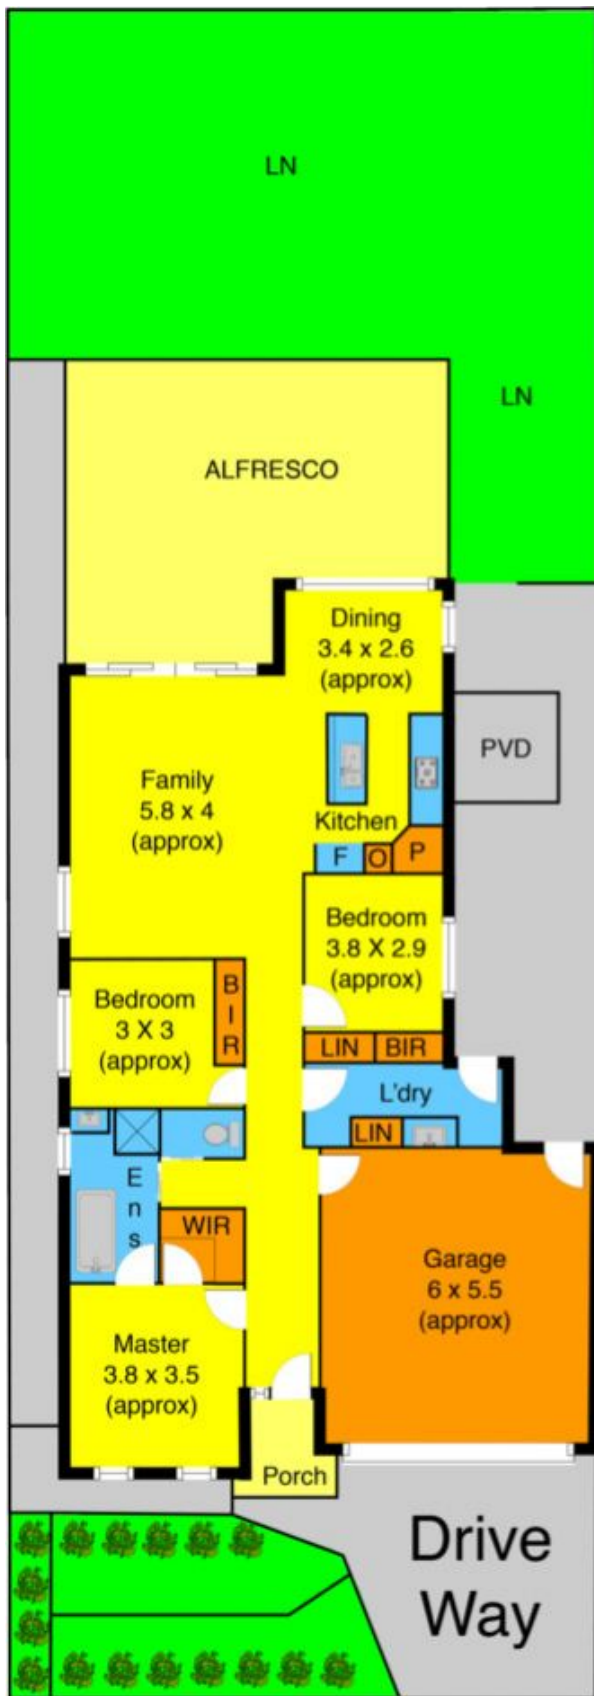 LN
LN
ALFRESCO
Dining
3.4 x 2.6
(approx)
PVD
Family
5.8 x 4
(approx)
Kitchen
F
O
P
Bedroom
3.8 X 2.9
(approx)
B
I
R
Bedroom
3 X 3
(approx)
LIN
BIR
L'dry
LIN
E
n
s
WIR
Garage
6 x 5.5
(approx)
Master
3.8 x 3.5
(approx)
Porch
Drive
Way